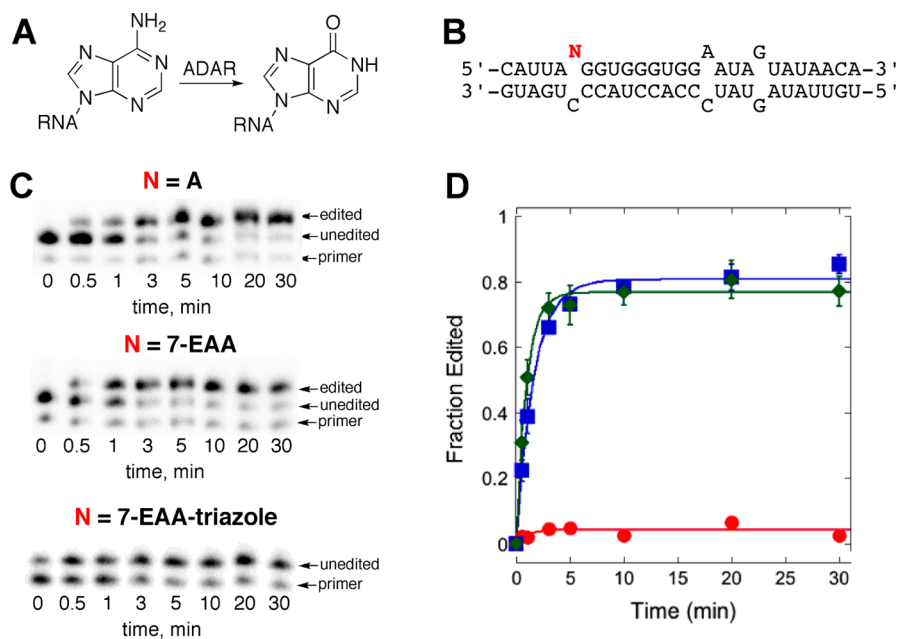 A
NH2
N
N
N
N
RNA
ADAR
O
N
NH
N
N
RNA
B
N A G
5'-CAUUA GGUGGGUGG AUA UAUAACA-3'
3'-GUAGU CCAUCCACC UAU AUAUUGU-5'
C C G
C
N = A
edited
unedited
primer
0 0.5 1 3 5 10 20 30
time, min
N = 7-EAA
edited
unedited
primer
0 0.5 1 3 5 10 20 30
time, min
N = 7-EAA-triazole
unedited
primer
0 0.5 1 3 5 10 20 30
time, min
D
Fraction Edited
1
0.8
0.6
0.4
0.2
0
0 5 10 15 20 25 30
Time (min)